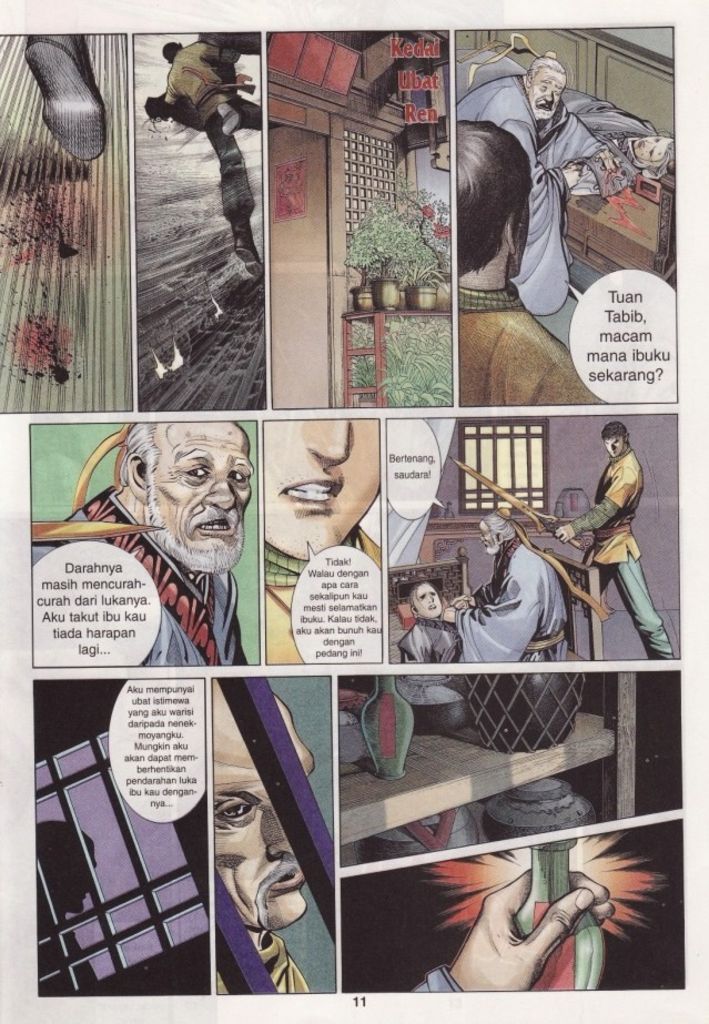 Kedai
Ubat
Ren
Tuan
Tabib,
macam
mana ibuku
sekarang?
Darahnya
masih mencurah-
curah dari lukanya.
Aku takut ibu kau
tiada harapan
lagi...
Tidak!
Walau dengan
apa cara
sekalipun kau
mesti selamatkan
ibuku. Kalau tidak,
aku akan bunuh kau
dengan
pedang ini!
Bertenang,
saudara!
Aku mempunyai
ubat istimewa
yang aku warisi
daripada nenek-
moyangku.
Mungkin aku
akan dapat mem-
berhentikan
pendarahan luka
ibu kau dengan-
nya...
11